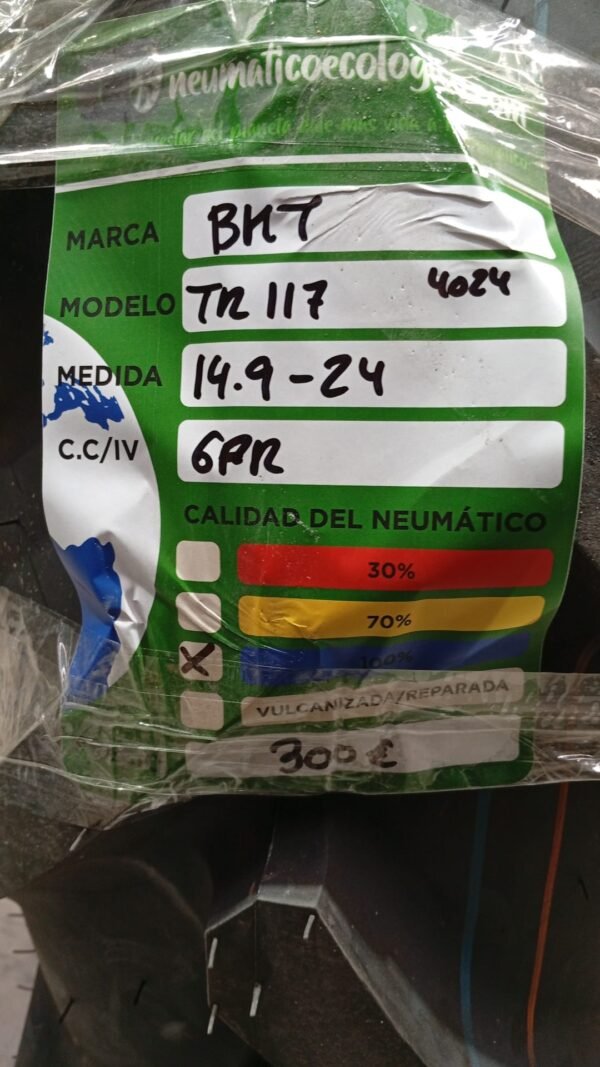 neumaticoecolog
MARCA BKT
MODELO TR 117 4024
MEDIDA 14.9-24
C.C/IV 6PR
CALIDAD DEL NEUMÁTICO
30%
70%
X 100%
VULCANIZADA/REPARADA
300 €